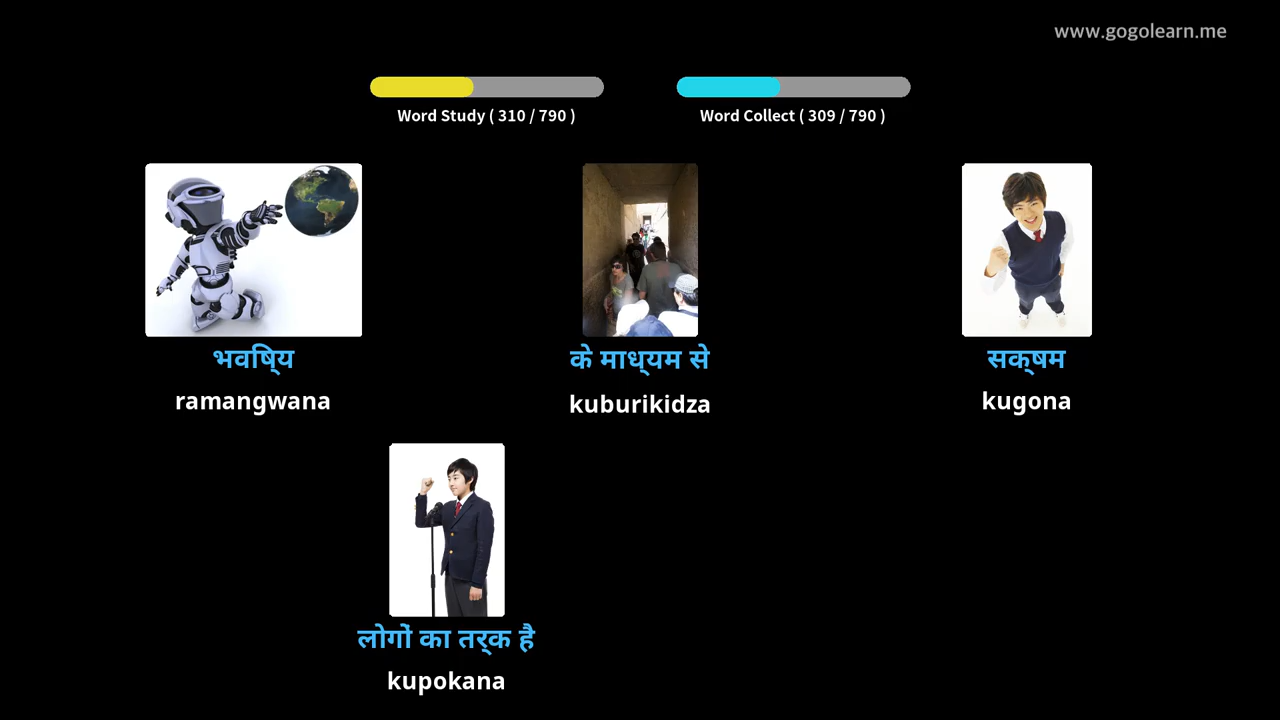 www.gogolearn.me
Word Study ( 310 / 790 )
Word Collect ( 309 / 790 )
भविष्य
के माध्यम से
सक्षम
ramangwana
kuburikidza
kugona
लोगों का तर्क है
kupokana